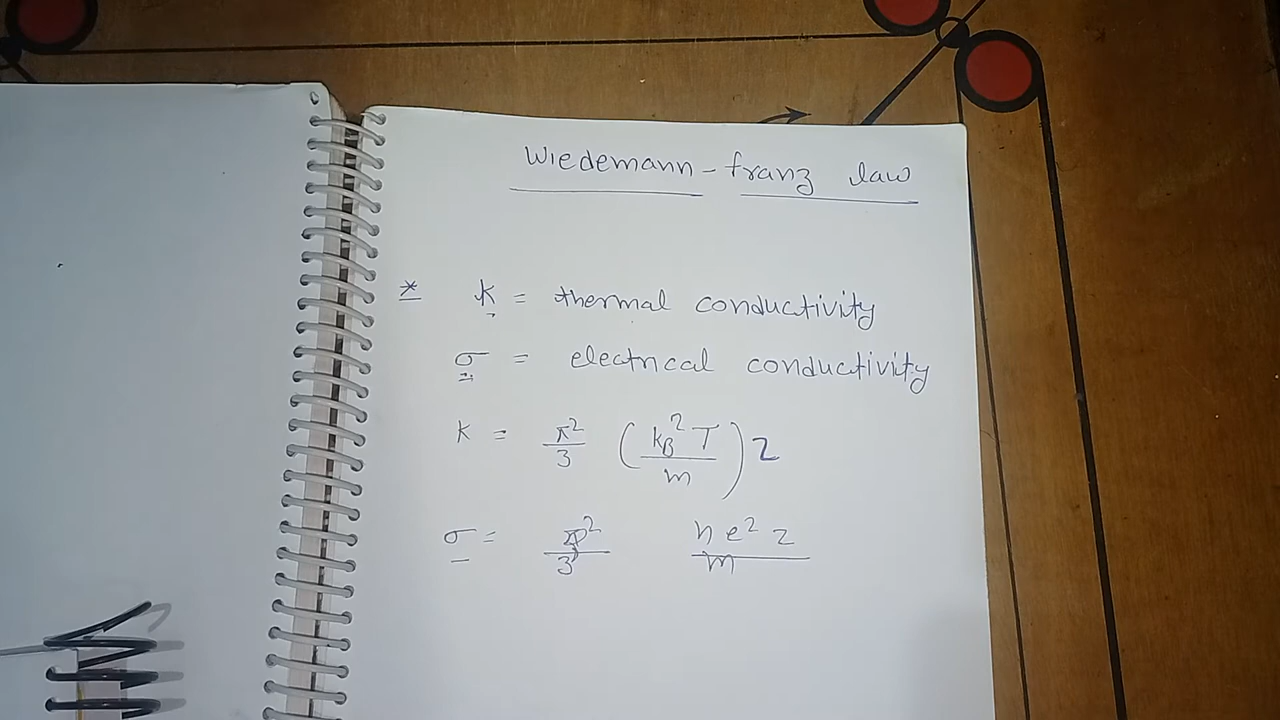 Wiedemann - franz law
* K = thermal conductivity
σ = electrical conductivity
K = π²/3 (k_B² T / m) z
σ = π²/3 n e² z / m